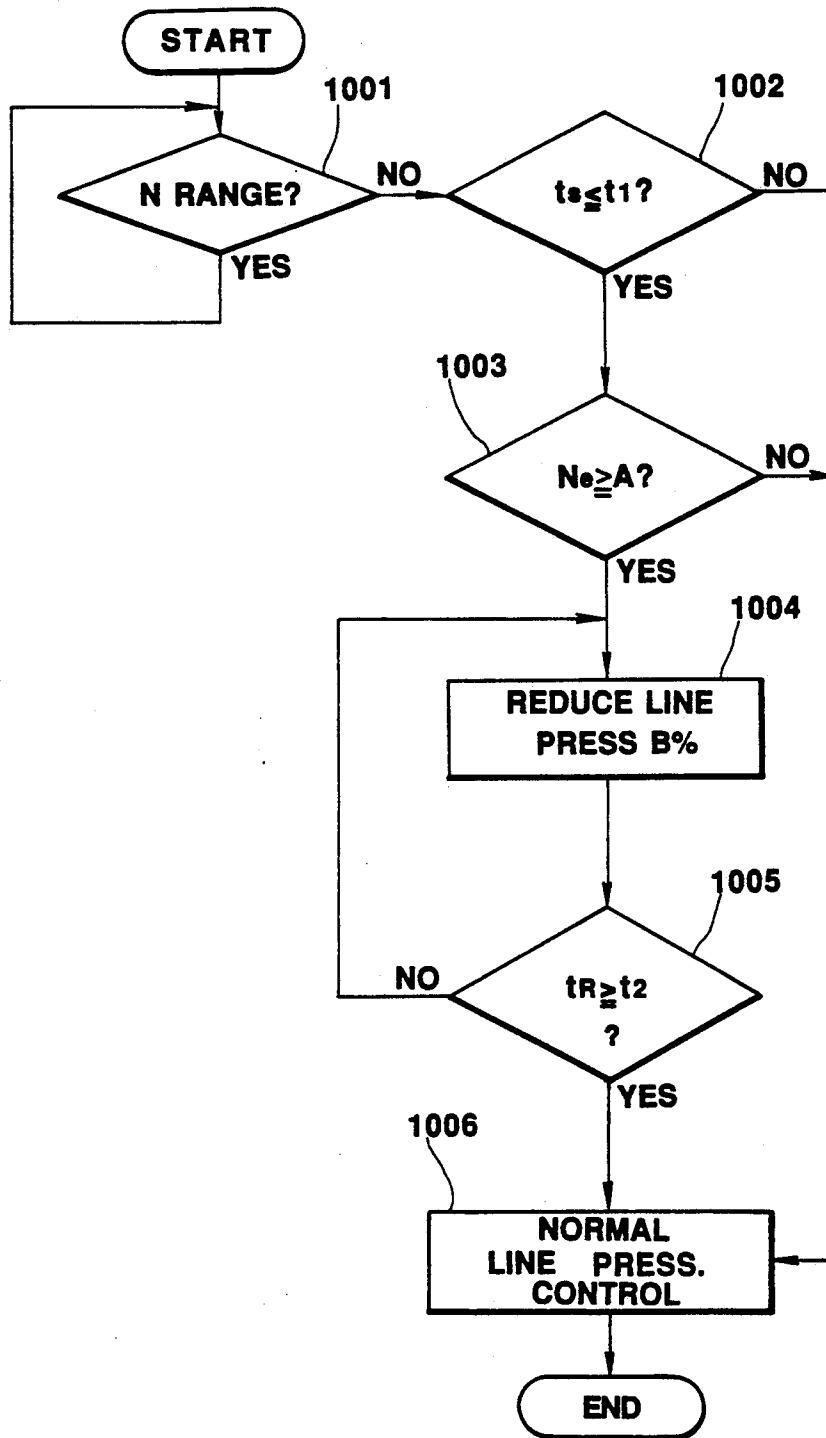 START
1001
N RANGE?
NO
YES
1002
ts≦t1?
NO
YES
1003
Ne≧A?
NO
YES
1004
REDUCE LINE
PRESS B%
1005
tR≧t2
?
NO
YES
1006
NORMAL
LINE PRESS.
CONTROL
END